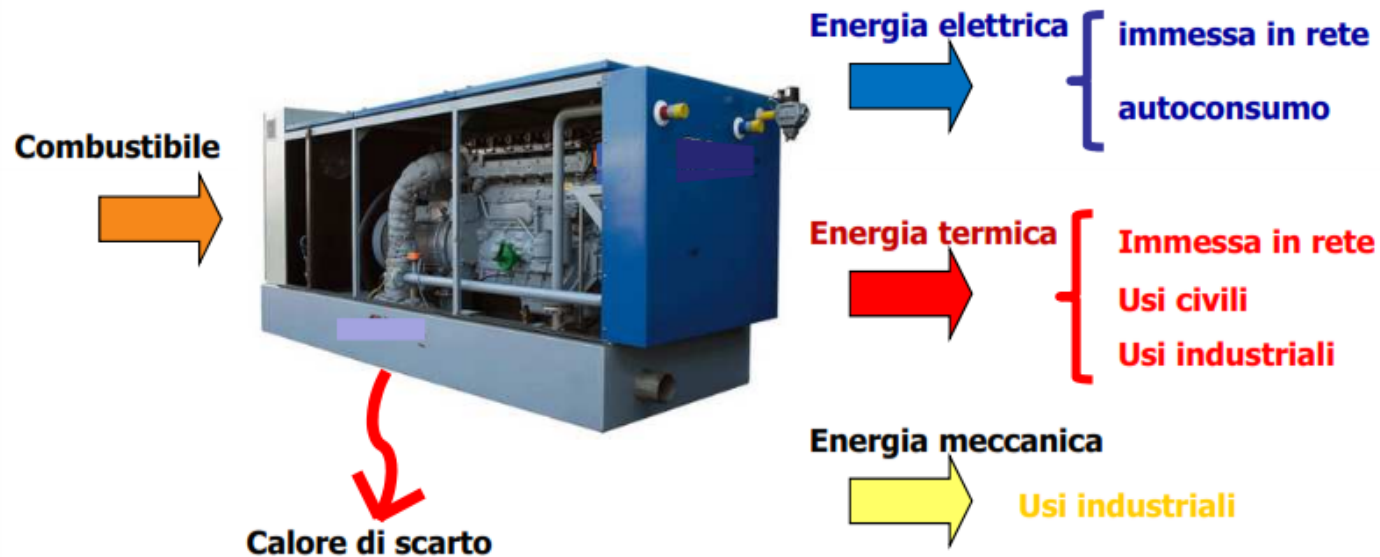 Combustibile
Energia elettrica
immessa in rete
autoconsumo
Energia termica
Immessa in rete
Usi civili
Usi industriali
Energia meccanica
Usi industriali
Calore di scarto